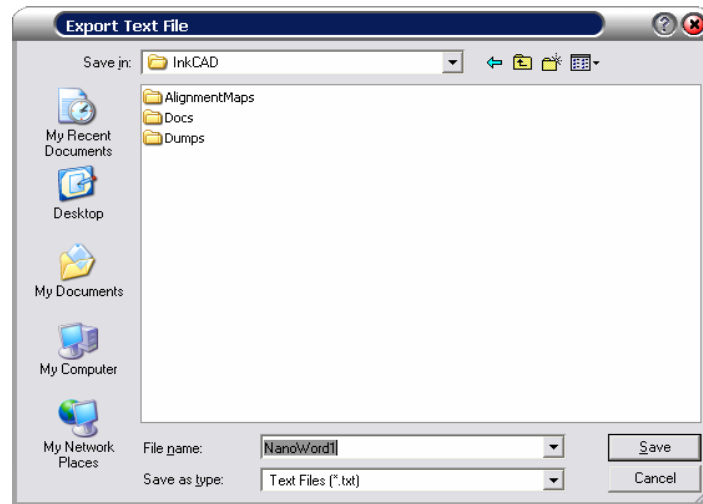 Export Text File
Save in: InkCAD
AlignmentMaps
Docs
Dumps
My Recent
Documents
Desktop
My Documents
My Computer
My Network
Places
File name: NanoWord1
Save
Save as type: Text Files (*.txt)
Cancel